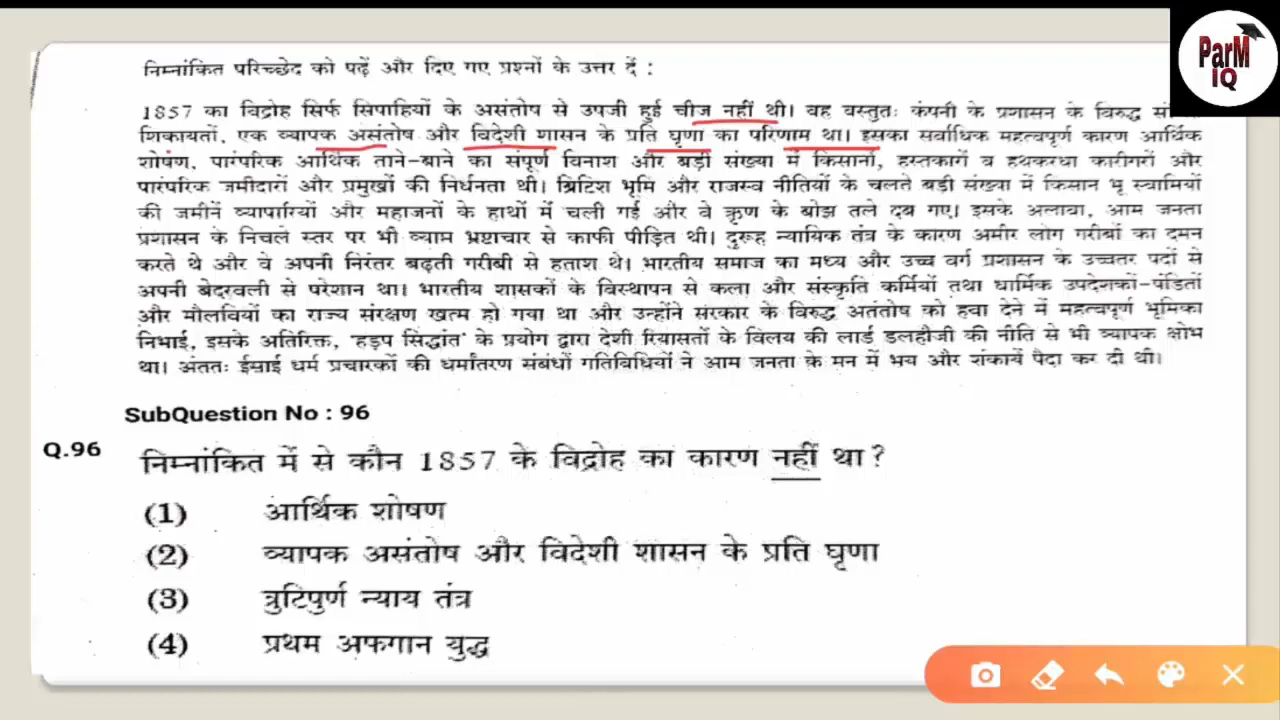 ParM
IQ
निम्नांकित परिच्छेद को पढ़ें और दिए गए प्रश्नों के उत्तर दें :
1857 का विद्रोह सिर्फ सिपाहियों के असंतोष से उपजी हुई चीज नहीं थी। वह वस्तुतः कंपनी के प्रशासन के विरुद्ध
शिकायतों, एक व्यापक असंतोष और विदेशी शासन के प्रति घृणा का परिणाम था। इसका सर्वाधिक महत्वपूर्ण कारण आर्थिक
शोषण, पारंपरिक आर्थिक ताने-बाने का संपूर्ण विनाश और बड़ी संख्या में किसानों, हस्तकारों व हथकरधा कारीगरों और
पारंपरिक जमीदारों और प्रमुखों की निर्धनता थी। ब्रिटिश भूमि और राजस्व नीतियों के चलते बड़ी संख्या में किसान भू स्वामियों
की जमीनें व्यापारियों और महाजनों के हाथों में चली गई और वे ऋण के बोझ तले दब गए। इसके अलावा, आम जनता
प्रशासन के निचले स्तर पर भी व्याप्त भ्रष्टाचार से काफी पीड़ित थी। दुरूह न्यायिक तंत्र के कारण अमीर लोग गरीबों का दमन
करते थे और वे अपनी निरंतर बढ़ती गरीबी से हताश थे। भारतीय समाज का मध्य और उच्च वर्ग प्रशासन के उच्चतर पदों से
अपनी बेदखली से परेशान था। भारतीय शासकों के विस्थापन से कला और संस्कृति कर्मियों तथा धार्मिक उपदेशकों-पंडितों
और मौलवियों का राज्य संरक्षण खत्म हो गया था और उन्होंने सरकार के विरुद्ध अतंतोष को हवा देने में महत्वपूर्ण भूमिका
निभाई, इसके अतिरिक्त, 'हड़प सिद्धांत' के प्रयोग द्वारा देशी रियासतों के विलय की लार्ड डलहौजी की नीति से भी व्यापक क्षोभ
था। अंततः ईसाई धर्म प्रचारकों की धर्मांतरण संबंधों गतिविधियों ने आम जनता के मन में भय और शंकायें पैदा कर दी थी।
SubQuestion No : 96
Q.96 निम्नांकित में से कौन 1857 के विद्रोह का कारण नहीं था?
(1) आर्थिक शोषण
(2) व्यापक असंतोष और विदेशी शासन के प्रति घृणा
(3) त्रुटिपुर्ण न्याय तंत्र
(4) प्रथम अफगान युद्ध